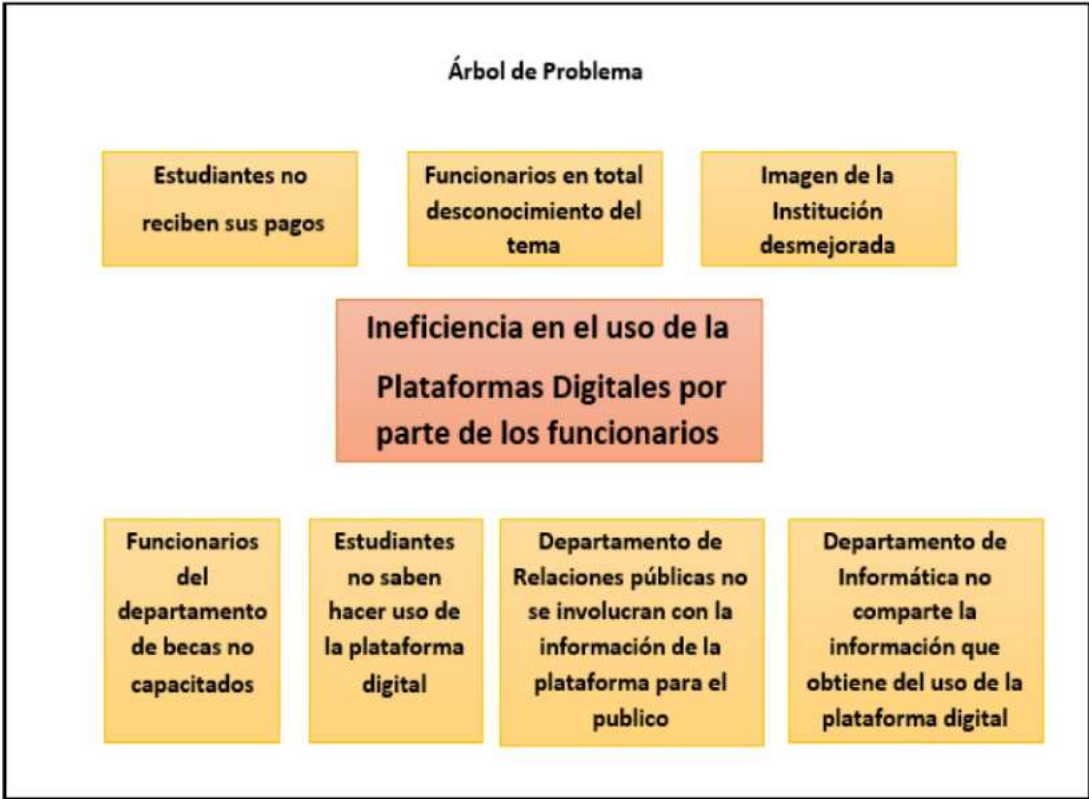 Árbol de Problema
Estudiantes no
reciben sus pagos
Funcionarios en total
desconocimiento del
tema
Imagen de la
Institución
desmejorada
Ineficiencia en el uso de la
Plataformas Digitales por
parte de los funcionarios
Funcionarios
del
departamento
de becas no
capacitados
Estudiantes
no saben
hacer uso de
la plataforma
digital
Departamento de
Relaciones públicas no
se involucran con la
información de la
plataforma para el
publico
Departamento de
Informática no
comparte la
información que
obtiene del uso de la
plataforma digital